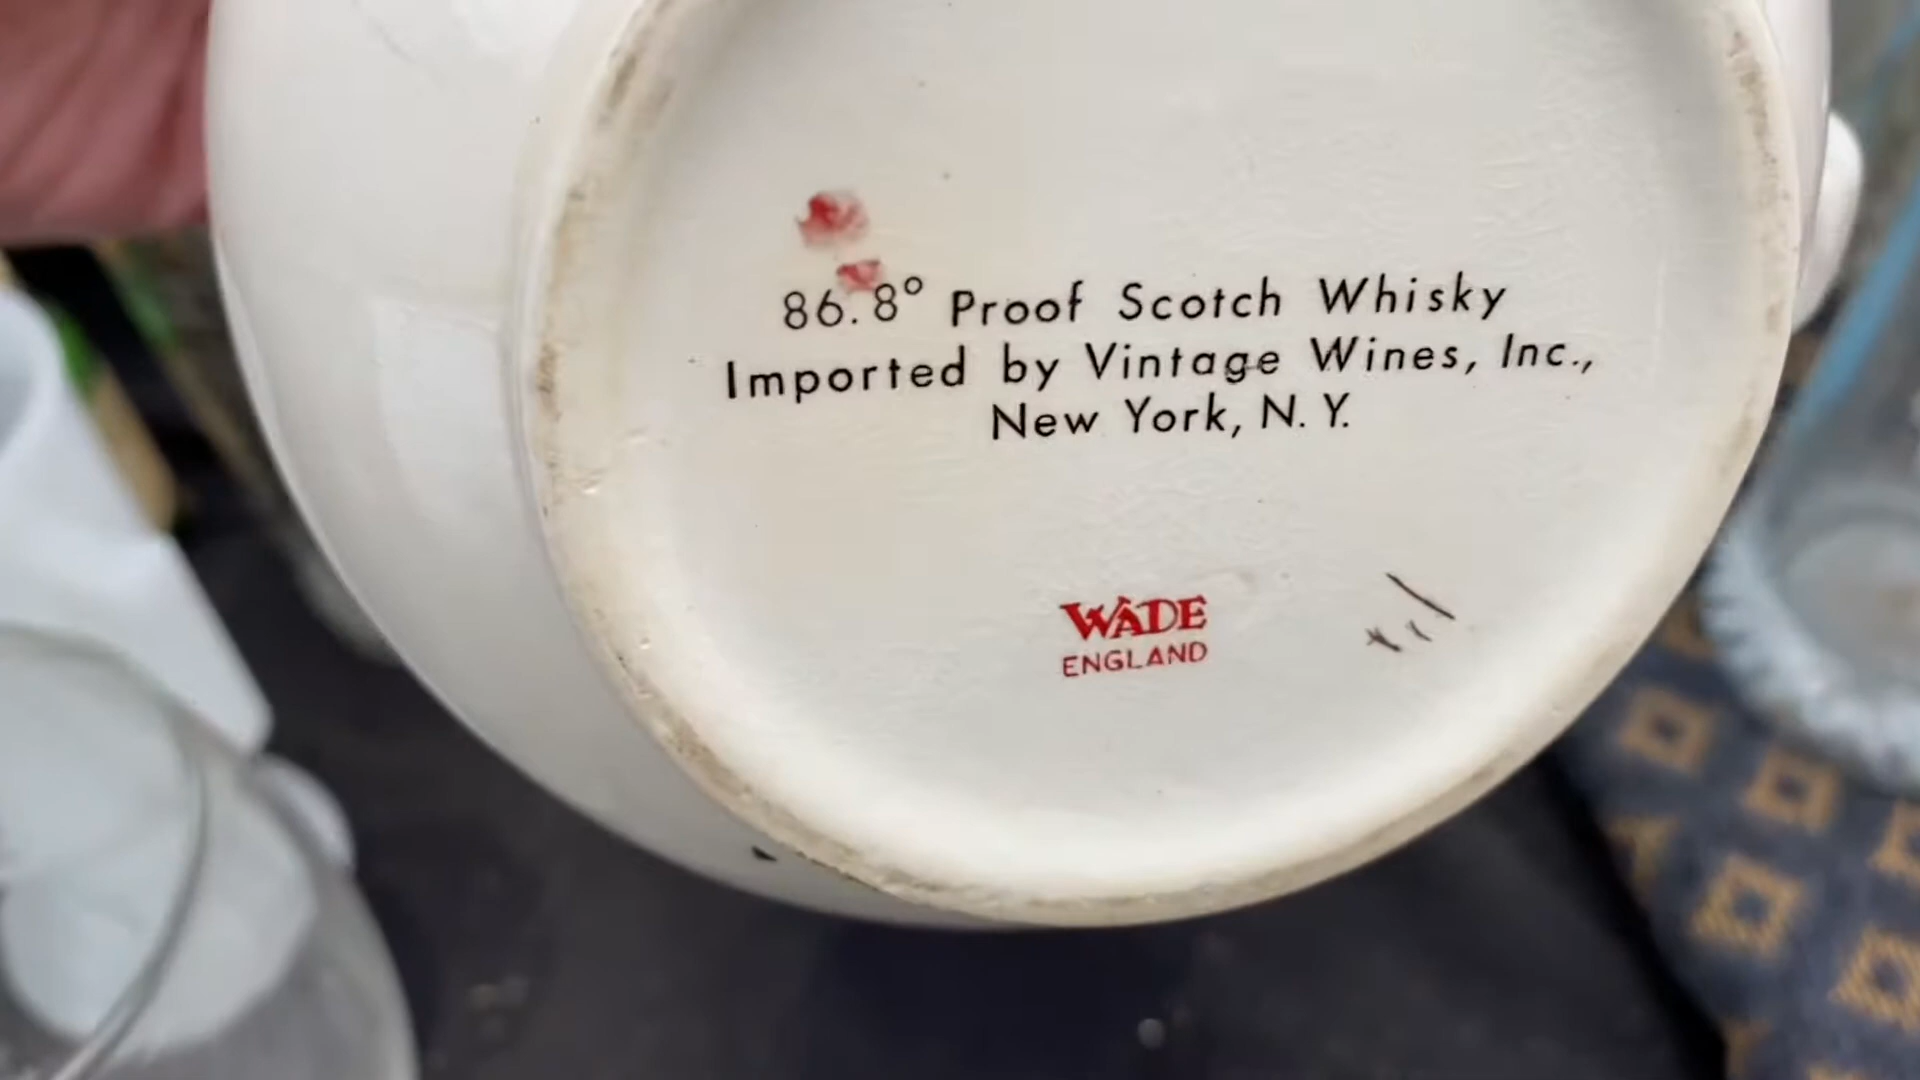 86.8° Proof Scotch Whisky
Imported by Vintage Wines, Inc.,
New York, N. Y.
WADE
ENGLAND